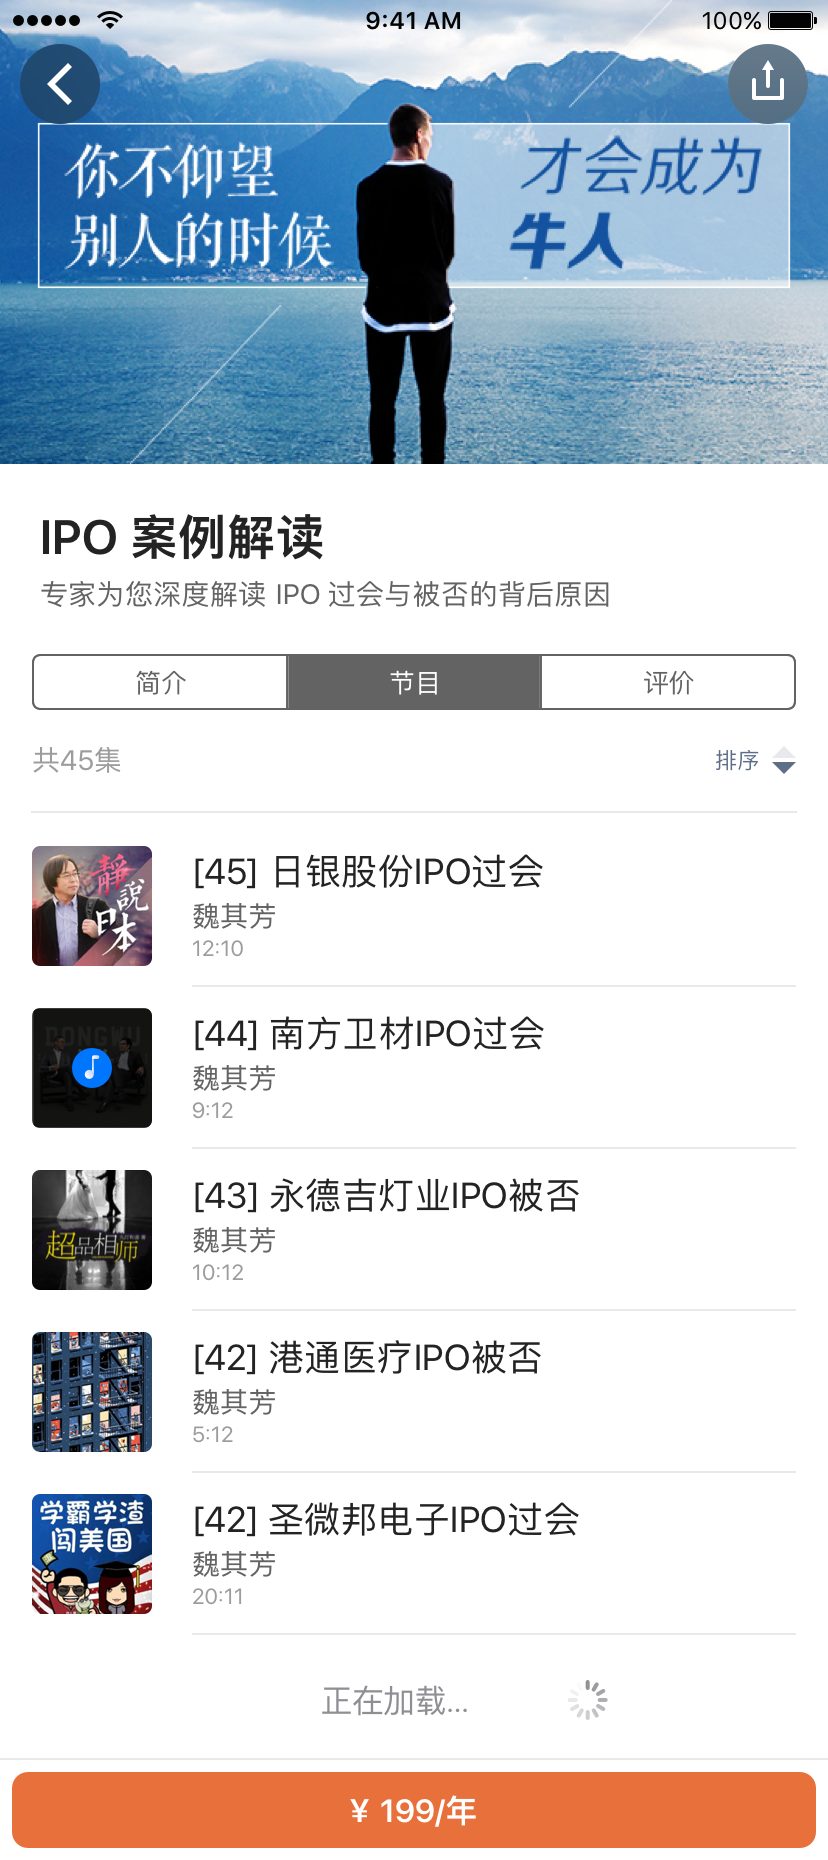 9:41 AM
100%
你不仰望
别人的时候
才会成为
牛人
IPO 案例解读
专家为您深度解读 IPO 过会与被否的背后原因
简介
节目
评价
共45集
排序
靜說日本
[45] 日银股份IPO过会
魏其芳
12:10
[44] 南方卫材IPO过会
魏其芳
9:12
超品相师
[43] 永德吉灯业IPO被否
魏其芳
10:12
[42] 港通医疗IPO被否
魏其芳
5:12
学霸学渣
闯美国
[42] 圣微邦电子IPO过会
魏其芳
20:11
正在加载...
¥ 199/年